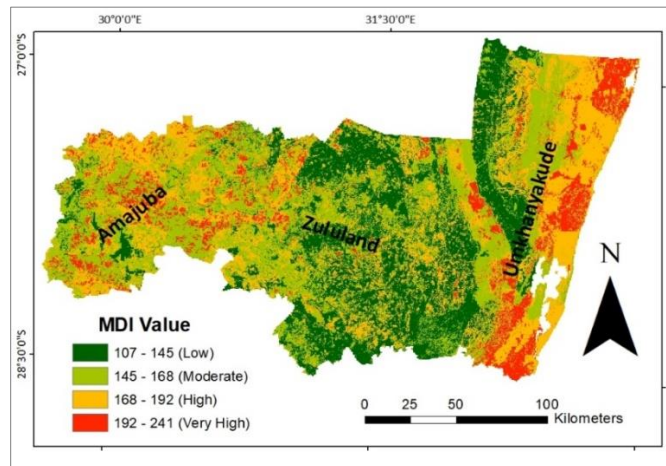 30°0'0"E
31°30'0"E
27°0'0"S
28°30'0"S
Amajuba
Zululand
Umkhanyakude
N
MDI Value
107 - 145 (Low)
145 - 168 (Moderate)
168 - 192 (High)
192 - 241 (Very High)
0 25 50 100
Kilometers